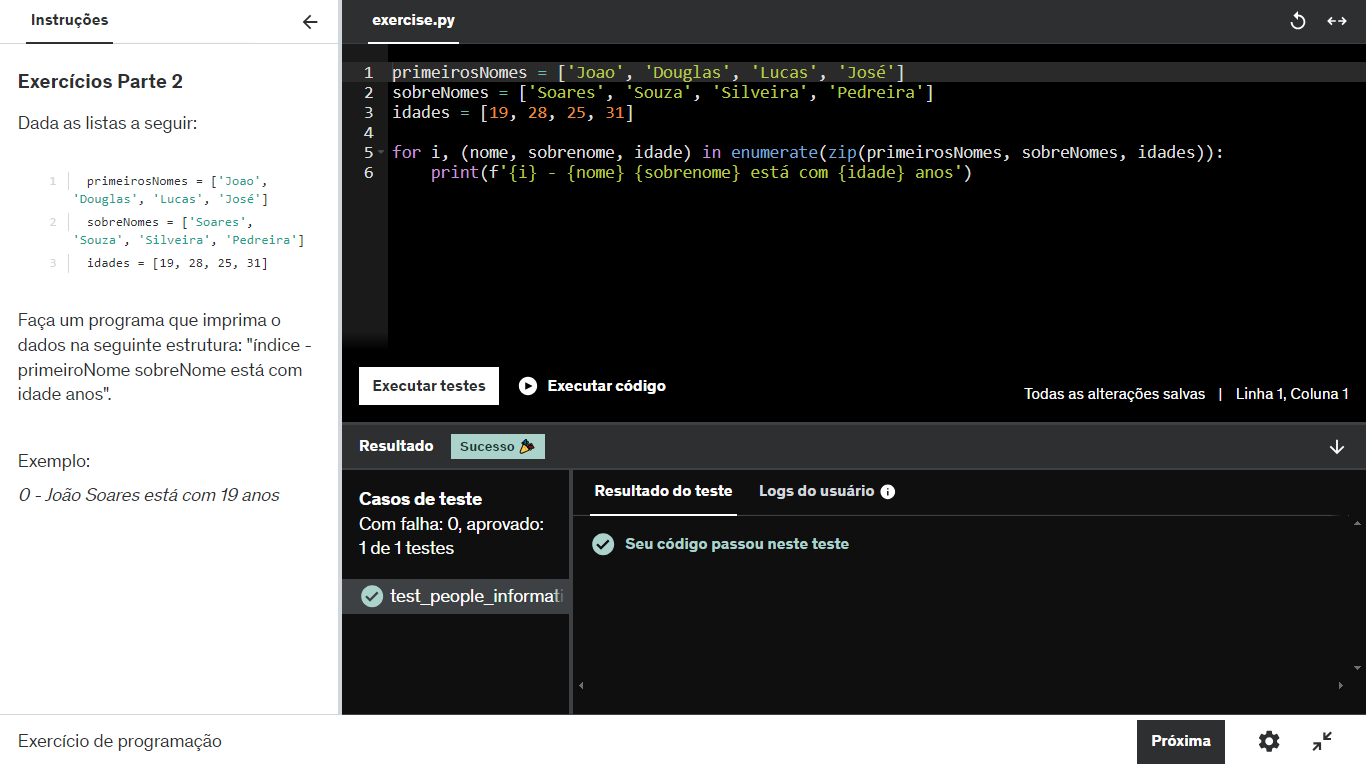 Instruções
Exercícios Parte 2
Dada as listas a seguir:
1 primeirosNomes = ['Joao',
'Douglas', 'Lucas', 'José']
2 sobreNomes = ['Soares',
'Souza', 'Silveira', 'Pedreira']
3 idades = [19, 28, 25, 31]
Faça um programa que imprima o
dados na seguinte estrutura: "índice -
primeiroNome sobreNome está com
idade anos".
Exemplo:
0 - João Soares está com 19 anos
exercise.py
1 primeirosNomes = ['Joao', 'Douglas', 'Lucas', 'José']
2 sobreNomes = ['Soares', 'Souza', 'Silveira', 'Pedreira']
3 idades = [19, 28, 25, 31]
4
5 for i, (nome, sobrenome, idade) in enumerate(zip(primeirosNomes, sobreNomes, idades)):
6 print(f'{i} - {nome} {sobrenome} está com {idade} anos')
Executar testes
Executar código
Todas as alterações salvas | Linha 1, Coluna 1
Resultado
Sucesso
Casos de teste
Com falha: 0, aprovado:
1 de 1 testes
test_people_informati
Resultado do teste
Logs do usuário
Seu código passou neste teste
Exercício de programação
Próxima